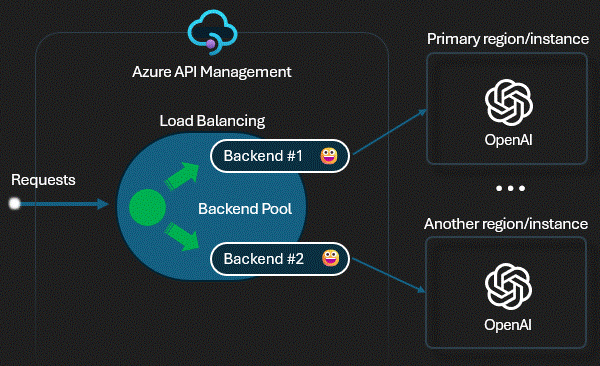 Primary region/instance
Azure API Management
OpenAI
Load Balancing
Backend #1
Requests
Backend Pool
Another region/instance
Backend #2
OpenAI